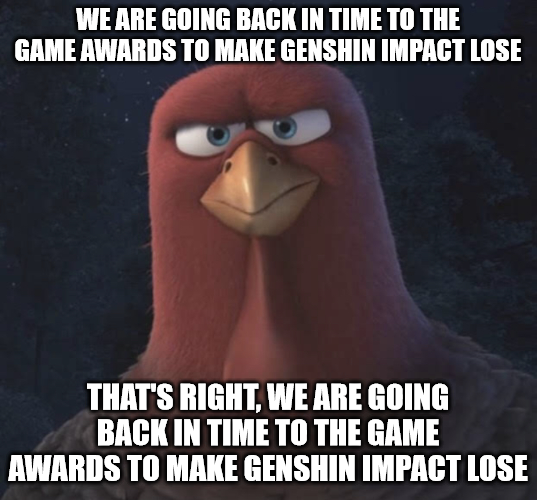 WE ARE GOING BACK IN TIME TO THE
GAME AWARDS TO MAKE GENSHIN IMPACT LOSE
THAT'S RIGHT, WE ARE GOING
BACK IN TIME TO THE GAME
AWARDS TO MAKE GENSHIN IMPACT LOSE